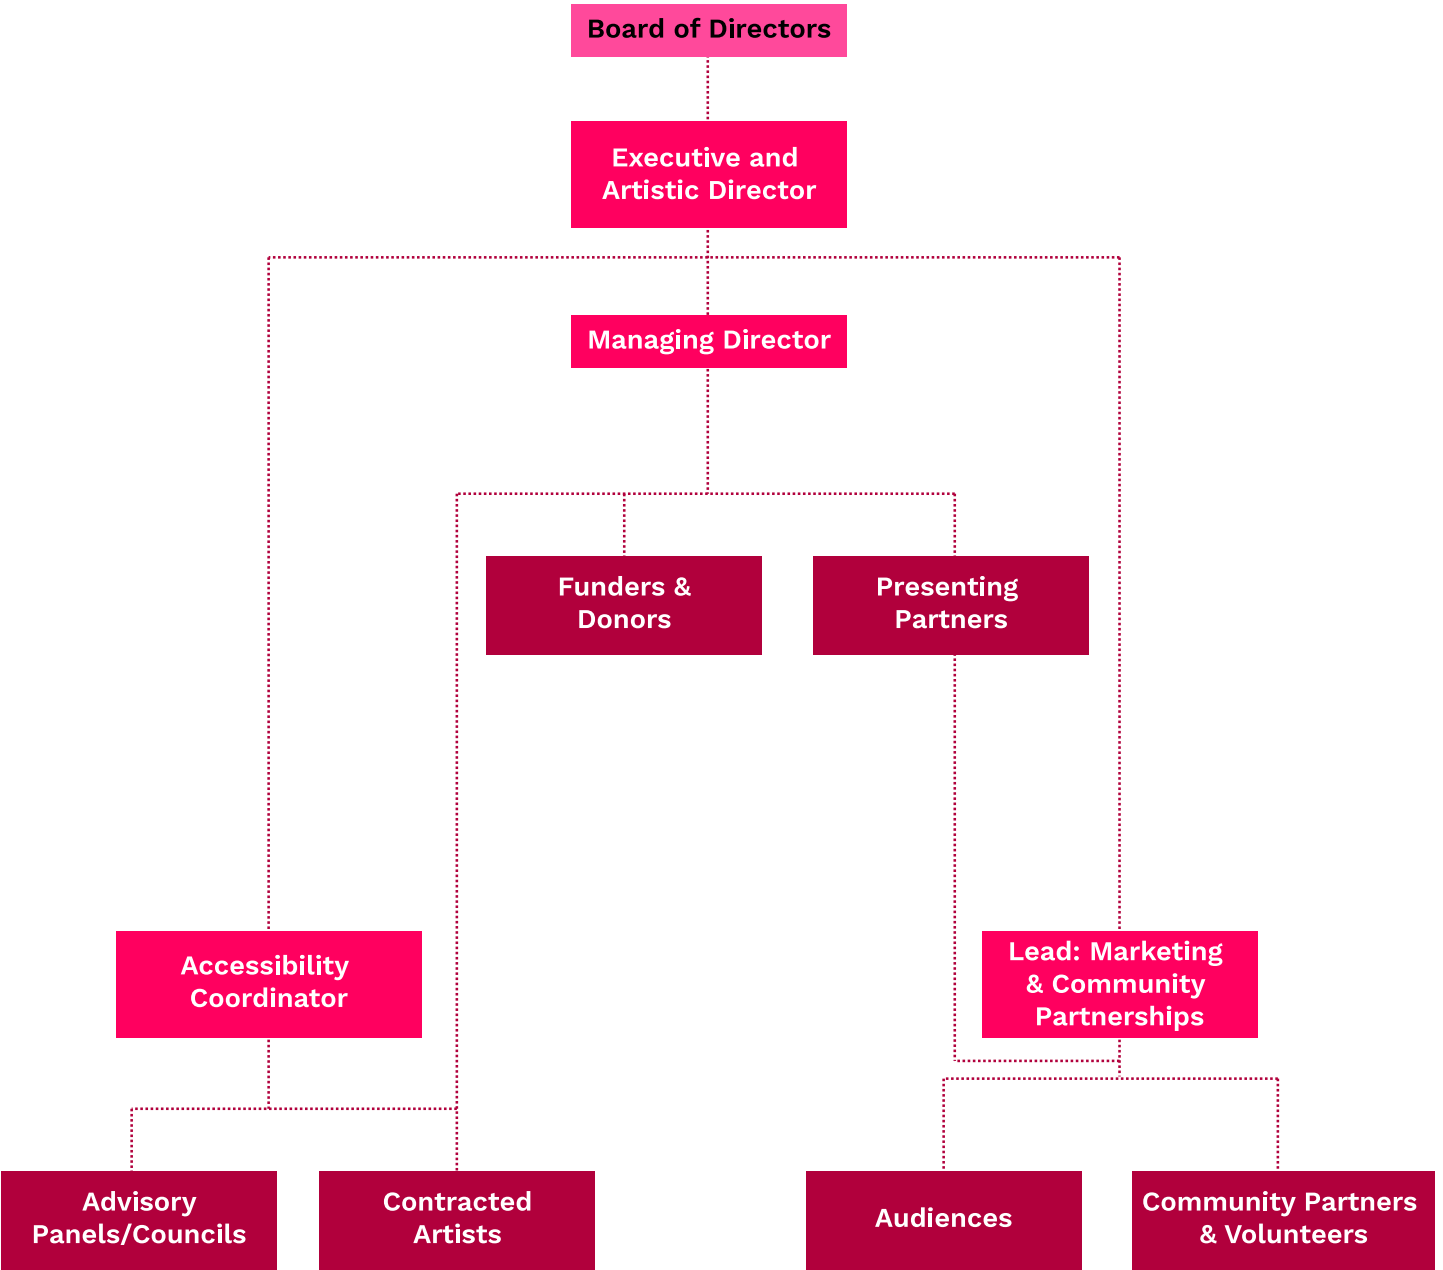 Board of Directors
Executive and
Artistic Director
Managing Director
Funders &
Donors
Presenting
Partners
Accessibility
Coordinator
Lead: Marketing
& Community
Partnerships
Advisory
Panels/Councils
Contracted
Artists
Audiences
Community Partners
& Volunteers